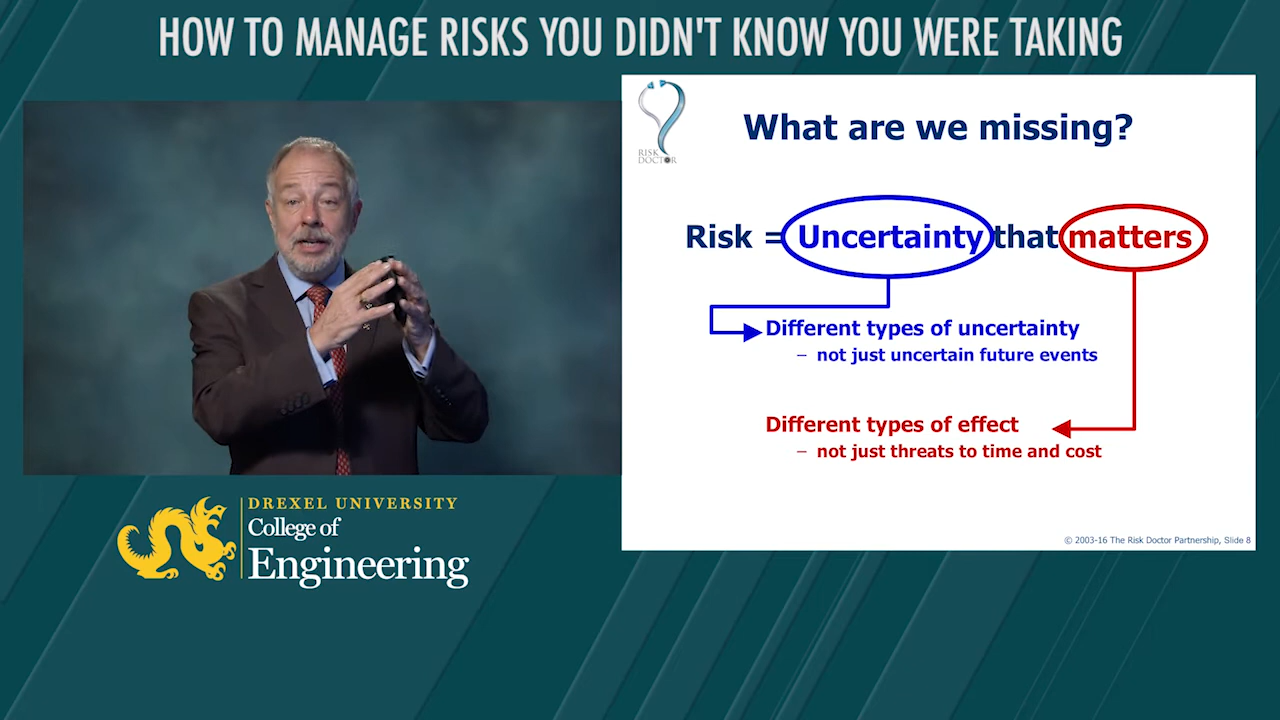 HOW TO MANAGE RISKS YOU DIDN'T KNOW YOU WERE TAKING
RISK
DOCTOR
What are we missing?
Risk = Uncertainty that matters
Different types of uncertainty
– not just uncertain future events
Different types of effect
– not just threats to time and cost
© 2003-16 The Risk Doctor Partnership, Slide 8
DREXEL UNIVERSITY
College of
Engineering